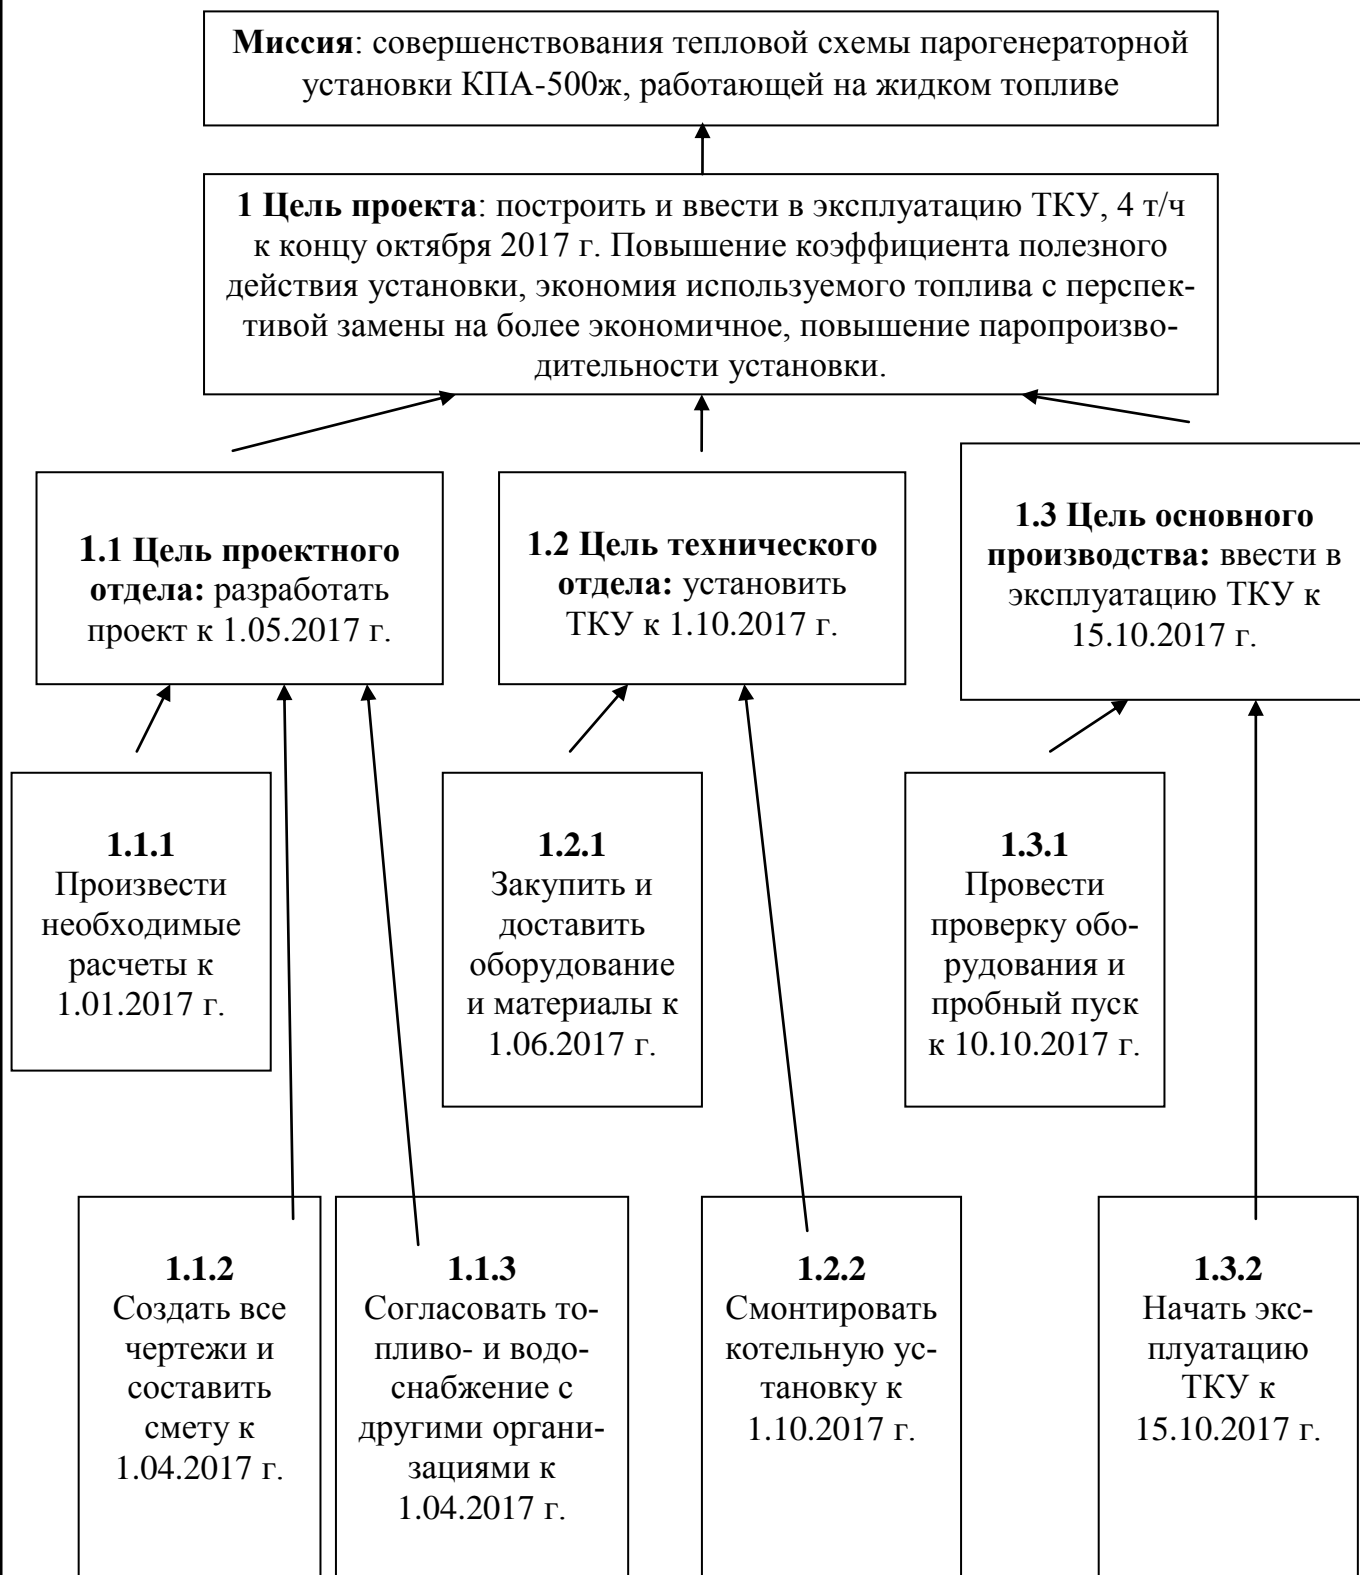 Миссия: совершенствования тепловой схемы парогенераторной
установки КПА-500ж, работающей на жидком топливе
1 Цель проекта: построить и ввести в эксплуатацию ТКУ, 4 т/ч
к концу октября 2017 г. Повышение коэффициента полезного
действия установки, экономия используемого топлива с перспек-
тивой замены на более экономичное, повышение паропроизво-
дительности установки.
1.1 Цель проектного
отдела: разработать
проект к 1.05.2017 г.
1.2 Цель технического
отдела: установить
ТКУ к 1.10.2017 г.
1.3 Цель основного
производства: ввести в
эксплуатацию ТКУ к
15.10.2017 г.
1.1.1
Произвести
необходимые
расчеты к
1.01.2017 г.
1.2.1
Закупить и
доставить
оборудование
и материалы к
1.06.2017 г.
1.3.1
Провести
проверку обо-
рудования и
пробный пуск
к 10.10.2017 г.
1.1.2
Создать все
чертежи и
составить
смету к
1.04.2017 г.
1.1.3
Согласовать то-
пливо- и водо-
снабжение с
другими органи-
зациями к
1.04.2017 г.
1.2.2
Смонтировать
котельную ус-
тановку к
1.10.2017 г.
1.3.2
Начать экс-
плуатацию
ТКУ к
15.10.2017 г.